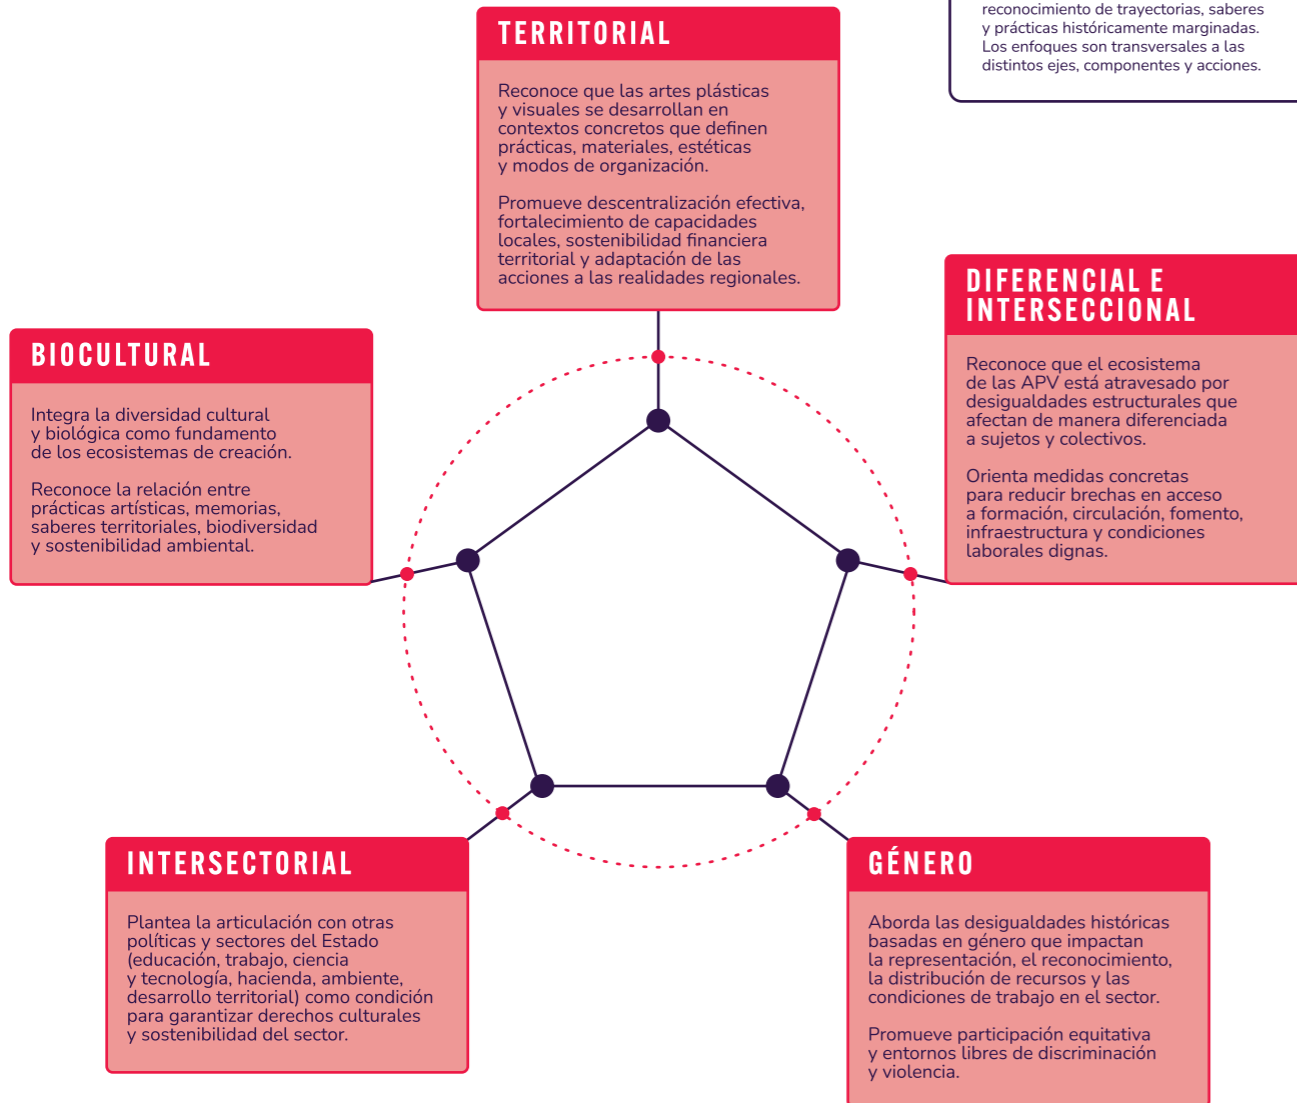 reconocimiento de trayectorias, saberes
y prácticas históricamente marginadas.
Los enfoques son transversales a las
distintos ejes, componentes y acciones.
TERRITORIAL
Reconoce que las artes plásticas
y visuales se desarrollan en
contextos concretos que definen
prácticas, materiales, estéticas
y modos de organización.
Promueve descentralización efectiva,
fortalecimiento de capacidades
locales, sostenibilidad financiera
territorial y adaptación de las
acciones a las realidades regionales.
DIFERENCIAL E
INTERSECCIONAL
Reconoce que el ecosistema
de las APV está atravesado por
desigualdades estructurales que
afectan de manera diferenciada
a sujetos y colectivos.
Orienta medidas concretas
para reducir brechas en acceso
a formación, circulación, fomento,
infraestructura y condiciones
laborales dignas.
BIOCULTURAL
Integra la diversidad cultural
y biológica como fundamento
de los ecosistemas de creación.
Reconoce la relación entre
prácticas artísticas, memorias,
saberes territoriales, biodiversidad
y sostenibilidad ambiental.
INTERSECTORIAL
Plantea la articulación con otras
políticas y sectores del Estado
(educación, trabajo, ciencia
y tecnología, hacienda, ambiente,
desarrollo territorial) como condición
para garantizar derechos culturales
y sostenibilidad del sector.
GÉNERO
Aborda las desigualdades históricas
basadas en género que impactan
la representación, el reconocimiento,
la distribución de recursos y las
condiciones de trabajo en el sector.
Promueve participación equitativa
y entornos libres de discriminación
y violencia.